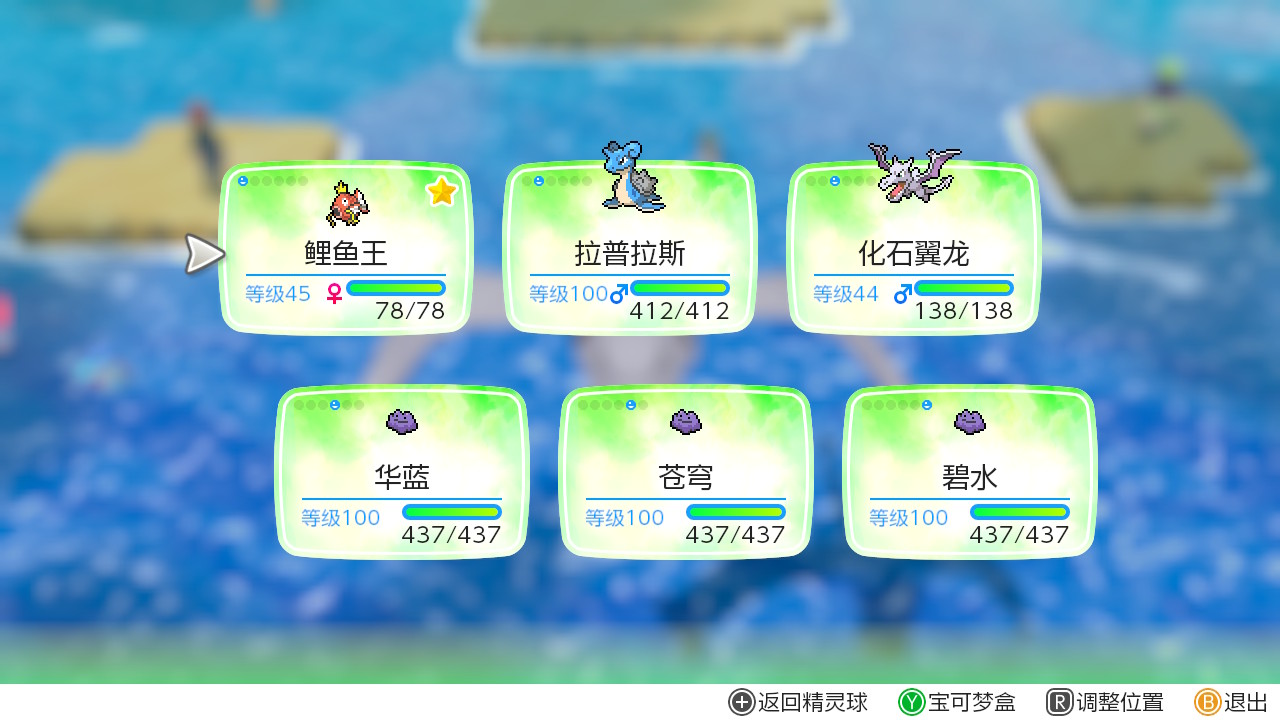 鲤鱼王
等级45 ♀
78/78
拉普拉斯
等级100♂
412/412
化石翼龙
等级44 ♂
138/138
华蓝
等级100
437/437
苍穹
等级100
437/437
碧水
等级100
437/437
+返回精灵球 Y宝可梦盒 R调整位置 B退出